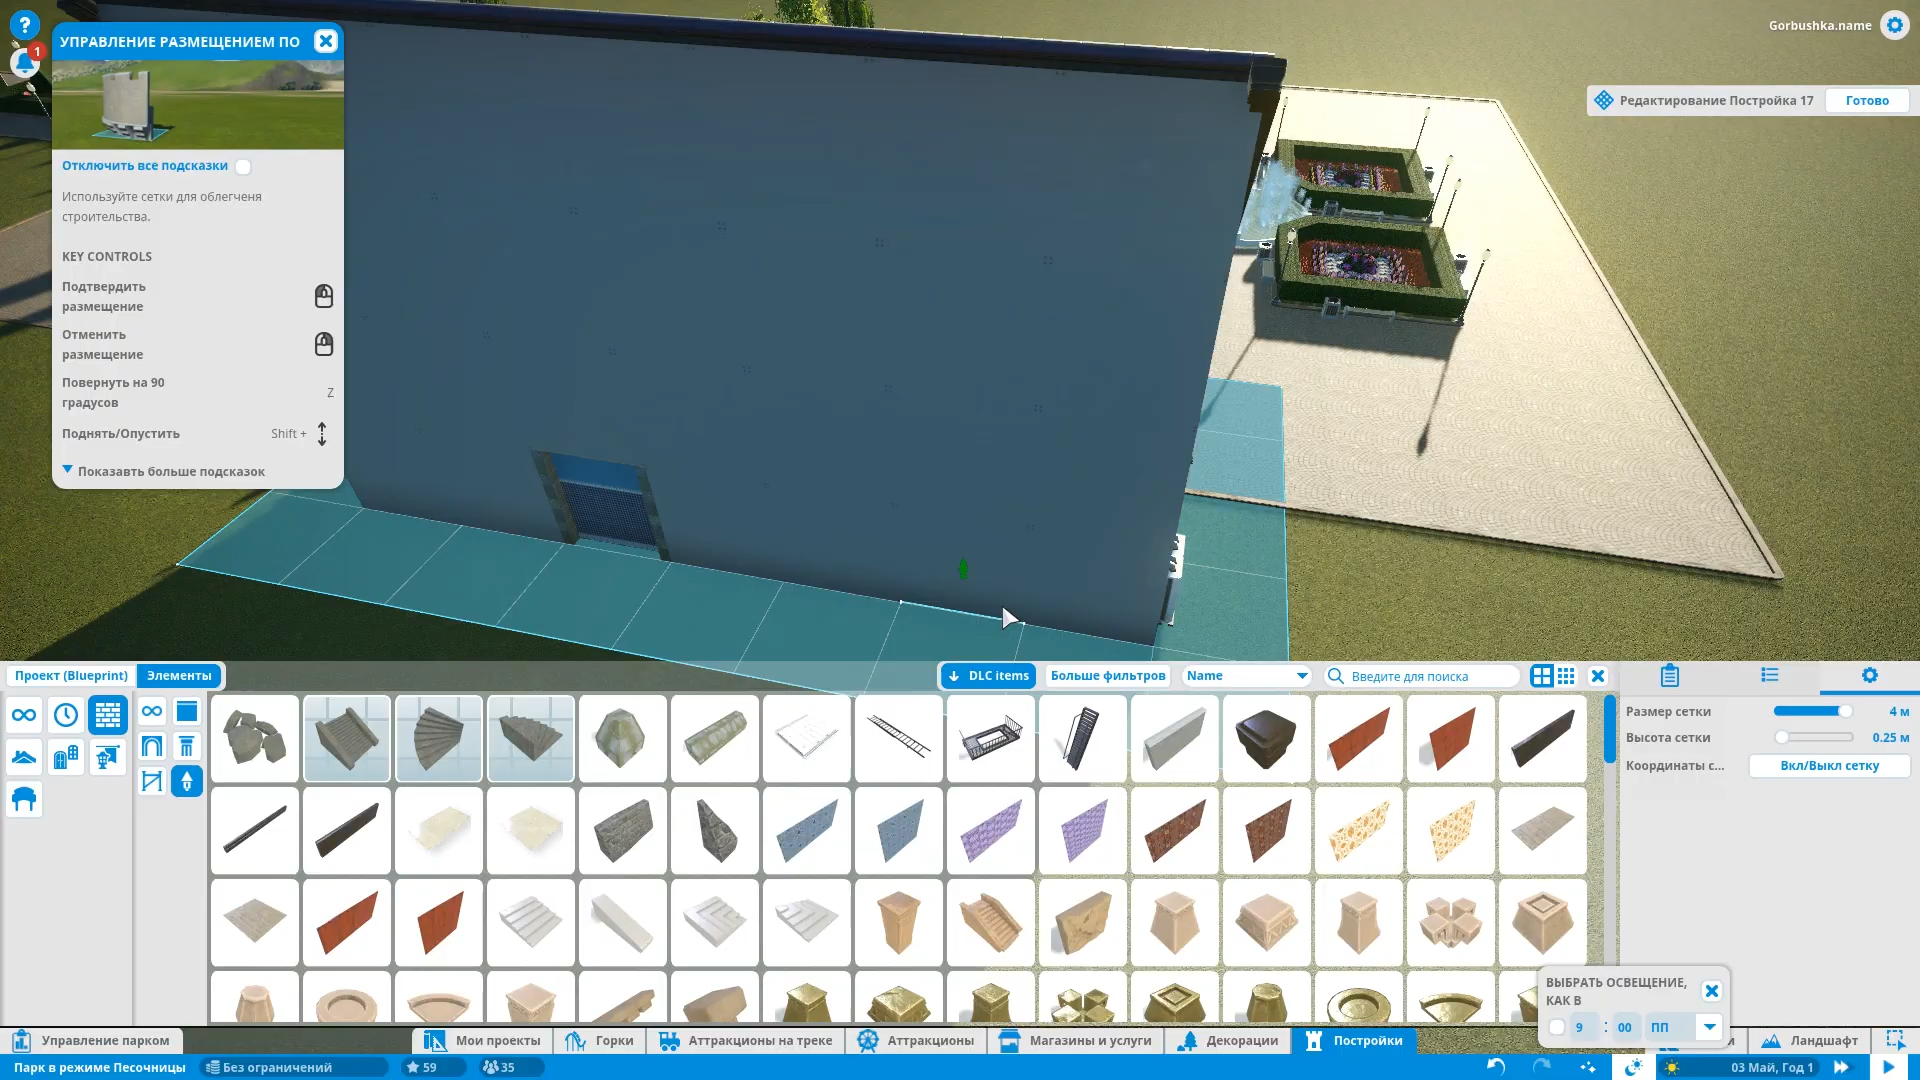 ?
1
УПРАВЛЕНИЕ РАЗМЕЩЕНИЕМ ПО
Отключить все подсказки
Используйте сетки для облегченя
строительства.
KEY CONTROLS
Подтвердить
размещение
Отменить
размещение
Повернуть на 90
градусов
Z
Поднять/Опустить
Shift +
Показавть больше подсказок
Gorbushka.name
Редактирование Постройка 17
Готово
Проект (Blueprint)
Элементы
DLC items
Больше фильтров
Name
Введите для поиска
Размер сетки
4 м
Высота сетки
0.25 м
Координаты с...
Вкл/Выкл сетку
ВЫБРАТЬ ОСВЕЩЕНИЕ,
КАК В
9 : 00 ПП
Управление парком
Мои проекты
Горки
Аттракционы на треке
Аттракционы
Магазины и услуги
Декорации
Постройки
Ландшафт
Парк в режиме Песочницы
Без ограничений
59
35
03 Май, Год 1